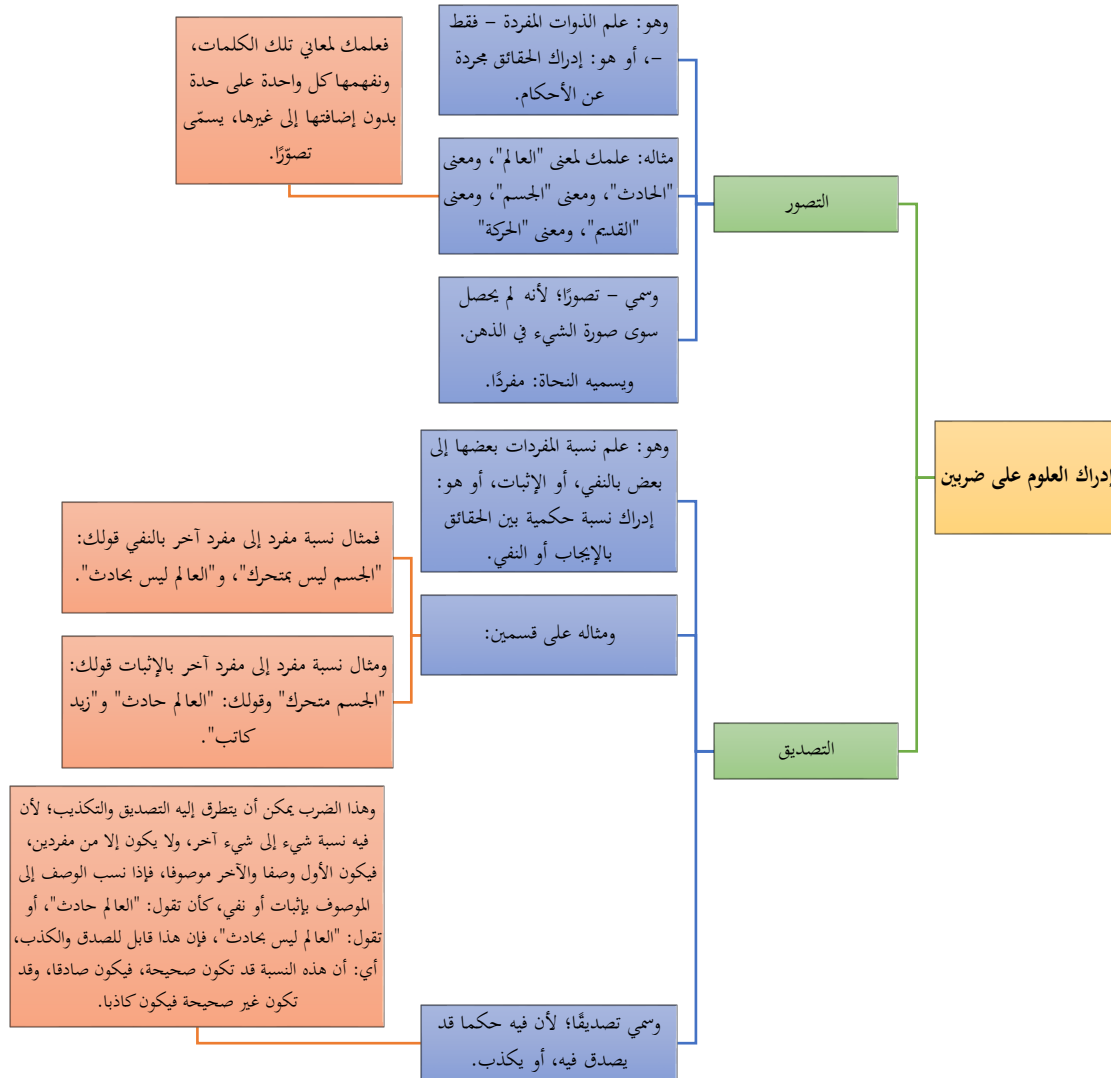 إدراك العلوم على ضربين
التصور
وهو: علم الذوات المفردة – فقط
–، أو هو: إدراك الحقائق مجردة
عن الأحكام.
مثاله: علمك لمعنى "العالم"، ومعنى
"الحادث"، ومعنى "الجسم"، ومعنى
"القديم"، ومعنى "الحركة"
فعلمك لمعاني تلك الكلمات،
ونفهمها كل واحدة على حدة
بدون إضافتها إلى غيرها، يسمّى
تصوّرًا.
وسمي – تصورًا؛ لأنه لم يحصل
سوى صورة الشيء في الذهن.
ويسميه النحاة: مفردًا.
التصديق
وهو: علم نسبة المفردات بعضها إلى
بعض بالنفي، أو الإثبات، أو هو:
إدراك نسبة حكمية بين الحقائق
بالإيجاب أو النفي.
ومثاله على قسمين:
فمثال نسبة مفرد إلى مفرد آخر بالنفي قولك:
"الجسم ليس بمتحرك"، و"العالم ليس بحادث".
ومثال نسبة مفرد إلى مفرد آخر بالإثبات قولك:
"الجسم متحرك" وقولك: "العالم حادث" و"زيد
كاتب".
وسمي تصديقًا؛ لأن فيه حكما قد
يصدق فيه، أو يكذب.
وهذا الضرب يمكن أن يتطرق إليه التصديق والتكذيب؛ لأن
فيه نسبة شيء إلى شيء آخر، ولا يكون إلا من مفردين،
فيكون الأول وصفا والآخر موصوفا، فإذا نسب الوصف إلى
الموصوف بإثبات أو نفي، كأن تقول: "العالم حادث"، أو
تقول: "العالم ليس بحادث"، فإن هذا قابل للصدق والكذب،
أي: أن هذه النسبة قد تكون صحيحة، فيكون صادقا، وقد
تكون غير صحيحة فيكون كاذبا.